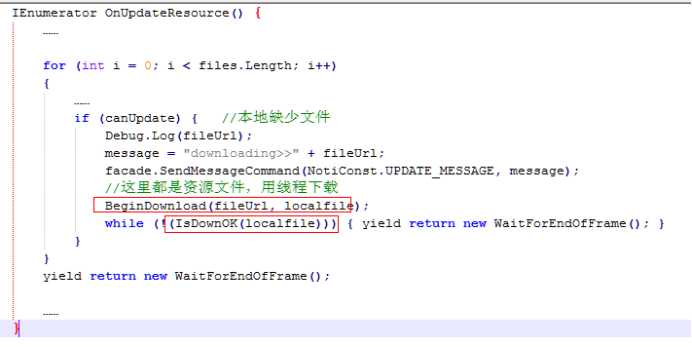 IEnumerator OnUpdateResource() {
……
for (int i = 0; i < files.Length; i++)
{
……
if (canUpdate) {   //本地缺少文件
Debug.Log(fileUrl);
message = "downloading>>" + fileUrl;
facade.SendMessageCommand(NotiConst.UPDATE_MESSAGE, message);
//这里都是资源文件，用线程下载
BeginDownload(fileUrl, localfile);
while (!(IsDownOK(localfile))) { yield return new WaitForEndOfFrame(); }
}
}
yield return new WaitForEndOfFrame();
……
}